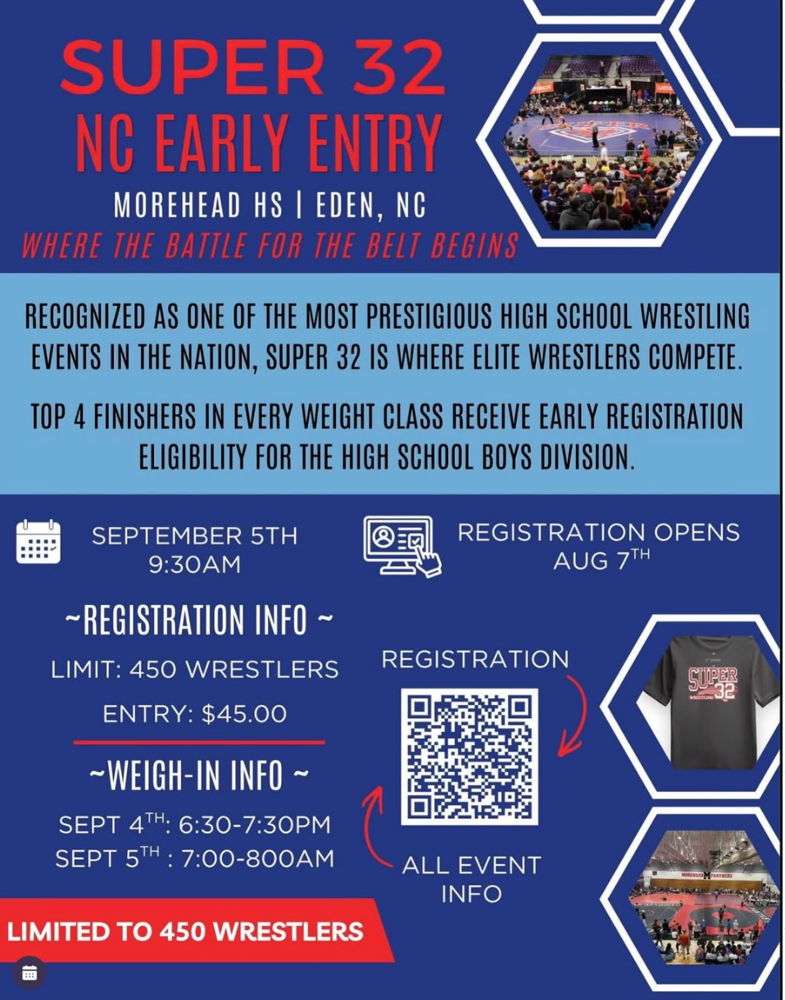 SUPER 32
NC EARLY ENTRY
MOREHEAD HS | EDEN, NC
WHERE THE BATTLE FOR THE BELT BEGINS
RECOGNIZED AS ONE OF THE MOST PRESTIGIOUS HIGH SCHOOL WRESTLING
EVENTS IN THE NATION, SUPER 32 IS WHERE ELITE WRESTLERS COMPETE.
TOP 4 FINISHERS IN EVERY WEIGHT CLASS RECEIVE EARLY REGISTRATION
ELIGIBILITY FOR THE HIGH SCHOOL BOYS DIVISION.
SEPTEMBER 5TH
9:30AM
REGISTRATION OPENS
AUG 7TH
~REGISTRATION INFO ~
LIMIT: 450 WRESTLERS
ENTRY: $45.00
~WEIGH-IN INFO ~
SEPT 4TH: 6:30-7:30PM
SEPT 5TH : 7:00-800AM
REGISTRATION
ALL EVENT
INFO
SUPER
32
WRESTLING
MOREHEAD M PANTHERS
LIMITED TO 450 WRESTLERS